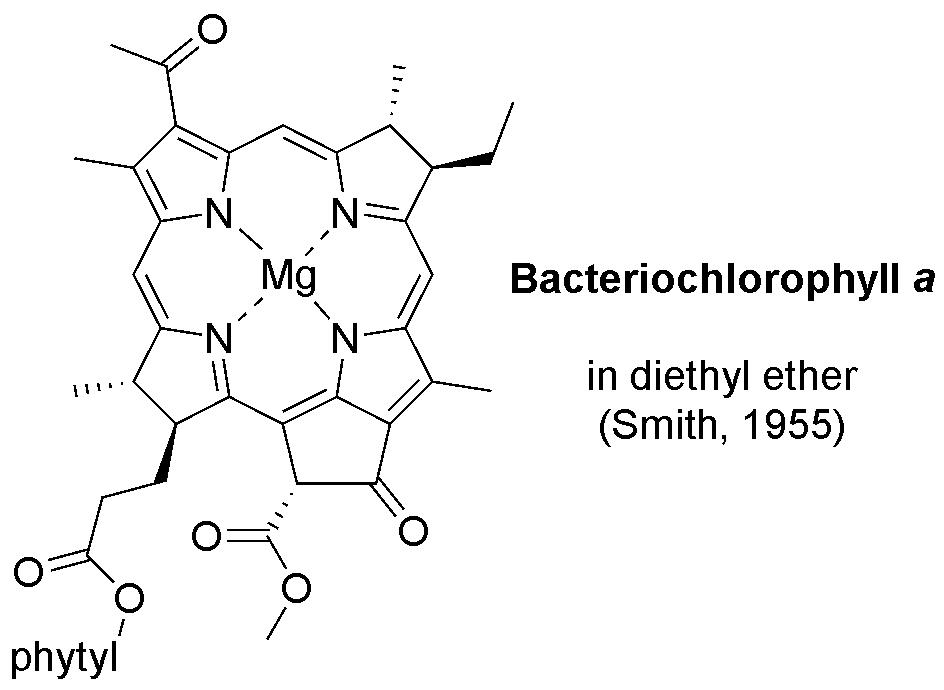 O
N
N
Mg
N
N
Bacteriochlorophyll a
in diethyl ether
(Smith, 1955)
O
O
O
O
O
phytyl